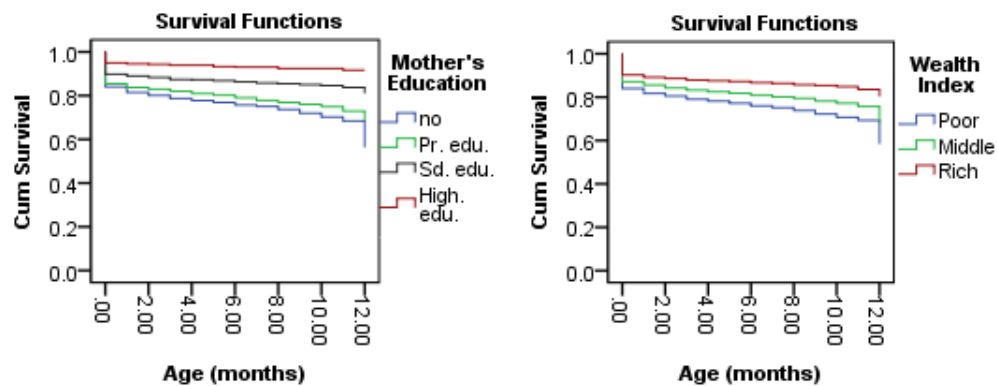 Survival Functions
Cum Survival
1.0
0.8
0.6
0.4
0.2
0.0
.00
2.00
4.00
6.00
8.00
10.00
12.00
Age (months)
Mother's
Education
no
Pr. edu.
Sd. edu.
High.
edu.
Survival Functions
Cum Survival
1.0
0.8
0.6
0.4
0.2
0.0
.00
2.00
4.00
6.00
8.00
10.00
12.00
Age (months)
Wealth
Index
Poor
Middle
Rich